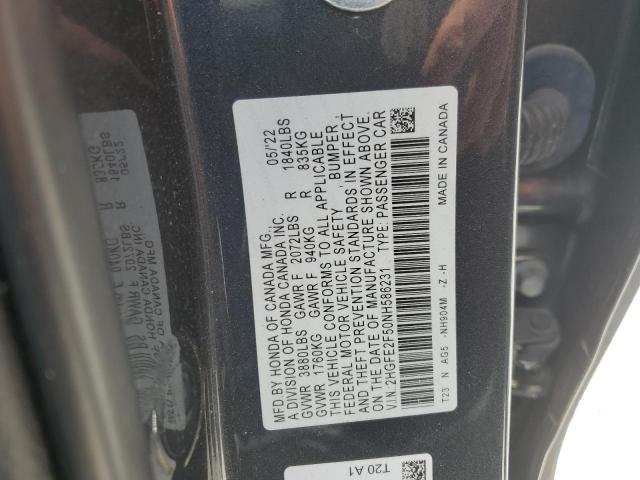 MFD.BY HONDA OF CANADA MFG., 05/'22
A DIVISION OF HONDA CANADA INC.
GVWR 3880LBS GAWR F 2072LBS R 1840LBS
GVWR 1760KG GAWR F 940KG R 835KG
THIS VEHICLE CONFORMS TO ALL APPLICABLE
FEDERAL MOTOR VEHICLE SAFETY, BUMPER,
AND THEFT PREVENTION STANDARDS IN EFFECT
ON THE DATE OF MANUFACTURE SHOWN ABOVE.
V.I.N.: 2HGFE2F50NH586231 TYPE: PASSENGER CAR
T23 N AG5 -NH904M -Z -H MADE IN CANADA
T20 A1